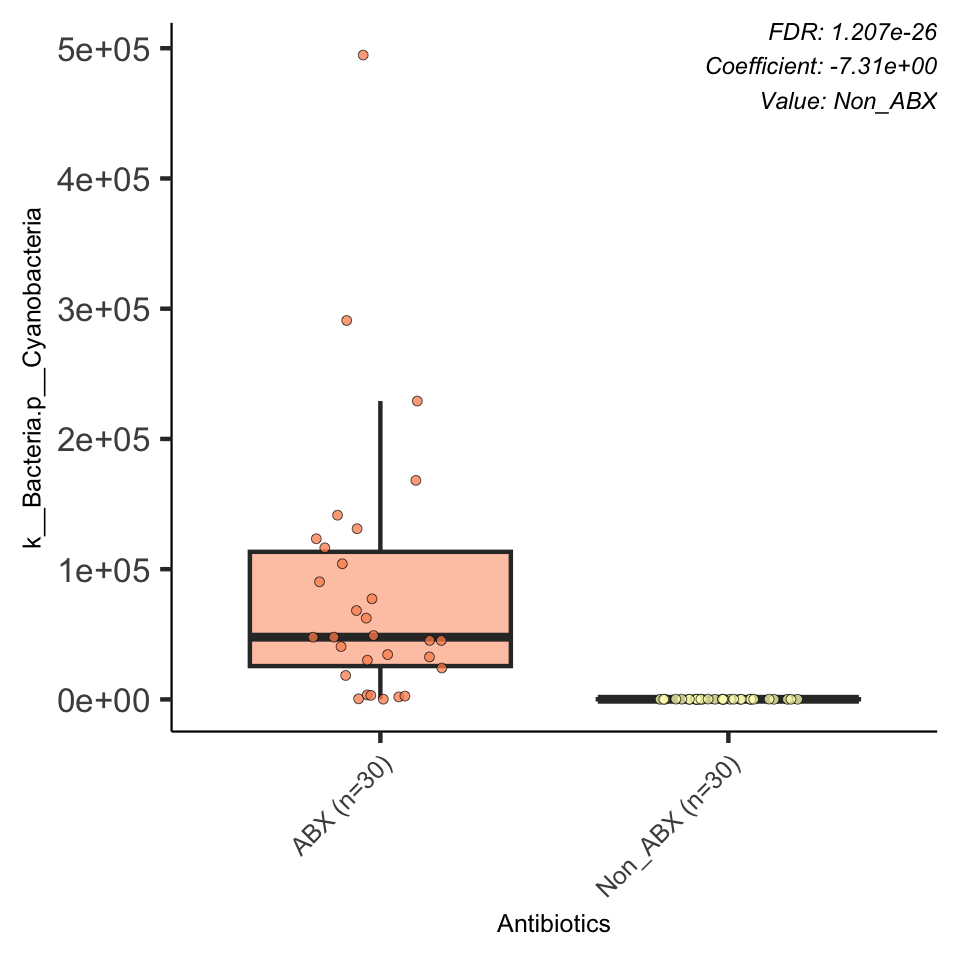 FDR: 1.207e-26
Coefficient: -7.31e+00
Value: Non_ABX
k__Bacteria.p__Cyanobacteria
5e+05
4e+05
3e+05
2e+05
1e+05
0e+00
ABX (n=30)
Non_ABX (n=30)
Antibiotics